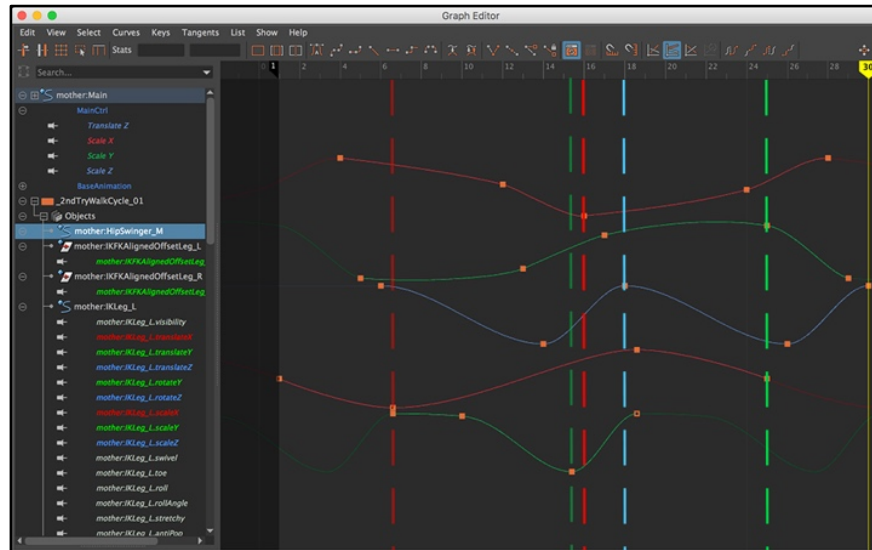 Graph Editor
Edit View Select Curves Keys Tangents List Show Help
Stats
Search...
0 1 2 4 6 8 10 12 14 16 18 20 22 24 26 28 30
mother:Main
MainCtrl
Translate Z
Scale X
Scale Y
Scale Z
BaseAnimation
_2ndTryWalkCycle_01
Objects
mother:HipSwinger_M
mother:IKFKAlignedOffsetLeg_L
mother:IKFKAlignedOffsetLeg_
mother:IKFKAlignedOffsetLeg_R
mother:IKFKAlignedOffsetLeg_
mother:IKLeg_L
mother:IKLeg_L.visibility
mother:IKLeg_L.translateX
mother:IKLeg_L.translateY
mother:IKLeg_L.translateZ
mother:IKLeg_L.rotateY
mother:IKLeg_L.rotateZ
mother:IKLeg_L.scaleX
mother:IKLeg_L.scaleY
mother:IKLeg_L.scaleZ
mother:IKLeg_L.swivel
mother:IKLeg_L.toe
mother:IKLeg_L.roll
mother:IKLeg_L.rollAngle
mother:IKLeg_L.stretchy
mother:IKLeg_L.antiPop